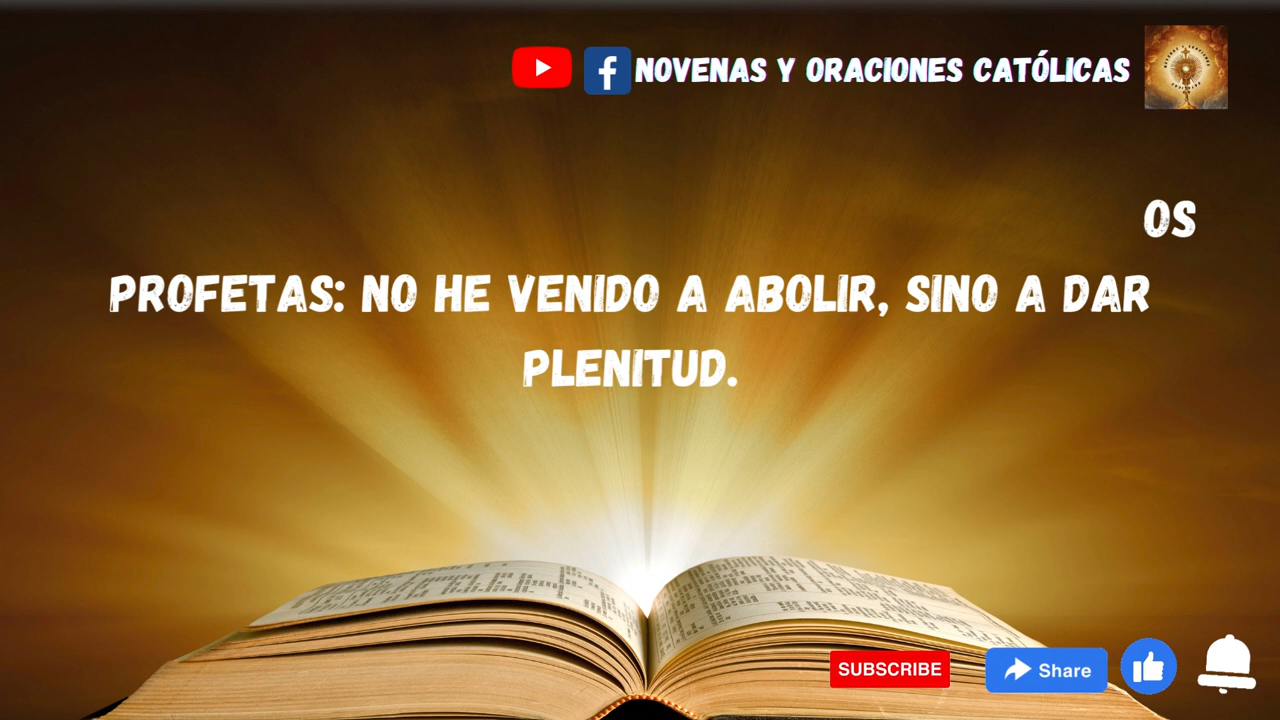 NOVENAS Y ORACIONES CATÓLICAS
OS
PROFETAS: NO HE VENIDO A ABOLIR, SINO A DAR
PLENITUD.
SUBSCRIBE
Share